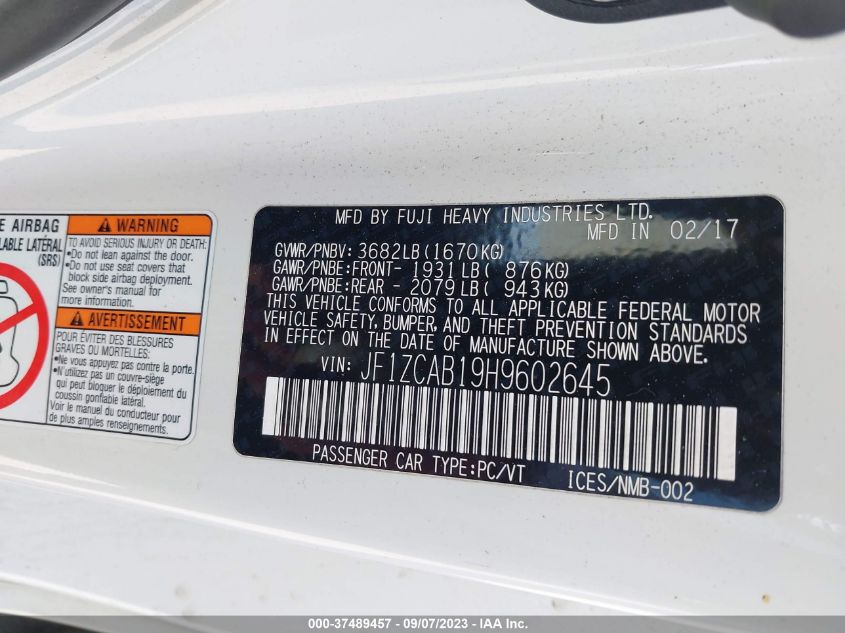 E AIRBAG
LABLE LATÉRAL
(SRS)
WARNING
TO AVOID SERIOUS INJURY OR DEATH:
•Do not lean against the door.
•Do not use seat covers that
block side airbag deployment.
See owner's manual for
more information.
AVERTISSEMENT
POUR ÉVITER DES BLESSURES
GRAVES OU MORTELLES:
•Ne vous appuyez pas contre la porte.
•N'utilisez pas de couvre-siège
qui pourrait bloquer le déploiement du
coussin gonflable latéral.
Voir le manuel du conducteur pour
de plus amples renseignements.
MFD BY FUJI HEAVY INDUSTRIES LTD.
MFD IN 02/17
GVWR/PNBV: 3682LB(1670KG)
GAWR/PNBE:FRONT- 1931LB( 876KG)
GAWR/PNBE:REAR - 2079LB( 943KG)
THIS VEHICLE CONFORMS TO ALL APPLICABLE FEDERAL MOTOR
VEHICLE SAFETY, BUMPER, AND THEFT PREVENTION STANDARDS
IN EFFECT ON THE DATE OF MANUFACTURE SHOWN ABOVE.
VIN: JF1ZCAB19H9602645
PASSENGER CAR TYPE:PC/VT
ICES/NMB-002
000-37489457 - 09/07/2023 - IAA Inc.